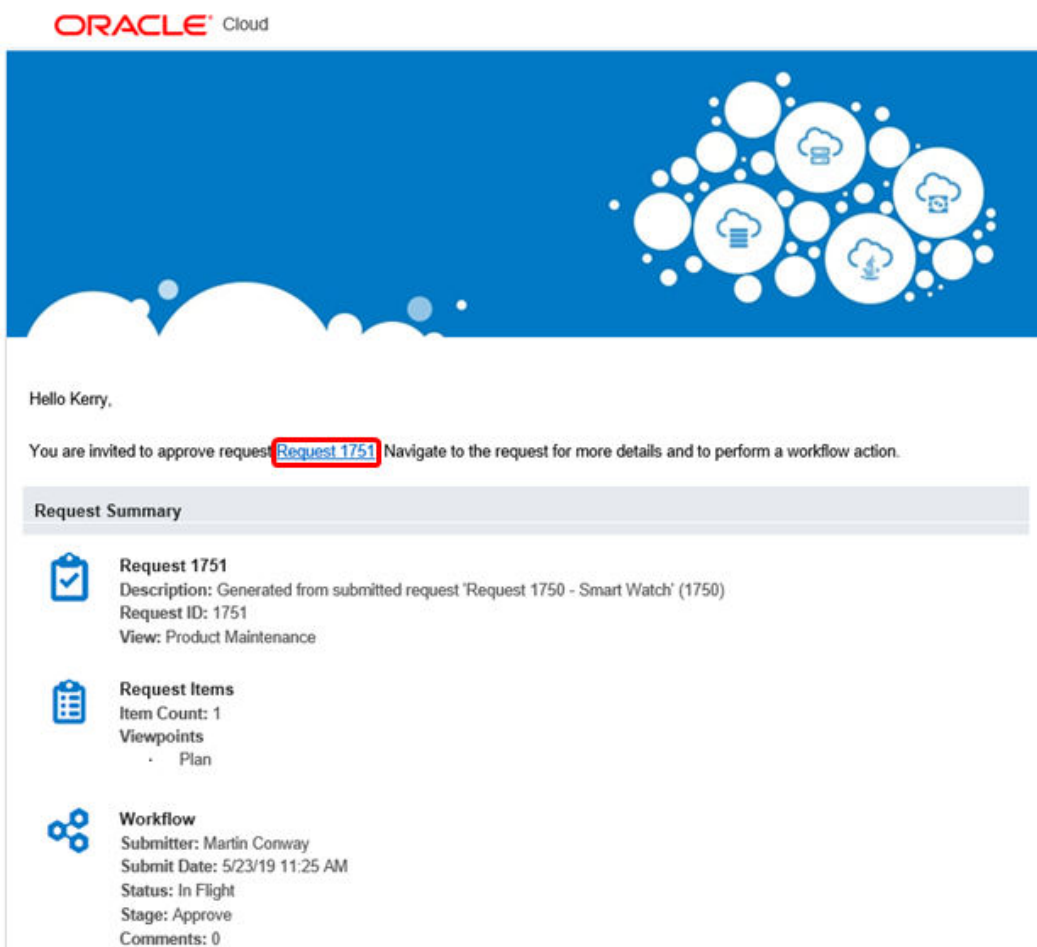 ORACLE Cloud
Hello Kerry,
You are invited to approve request Request 1751 Navigate to the request for more details and to perform a workflow action.
Request Summary
Request 1751
Description: Generated from submitted request 'Request 1750 - Smart Watch' (1750)
Request ID: 1751
View: Product Maintenance
Request Items
Item Count: 1
Viewpoints
· Plan
Workflow
Submitter: Martin Conway
Submit Date: 5/23/19 11:25 AM
Status: In Flight
Stage: Approve
Comments: 0